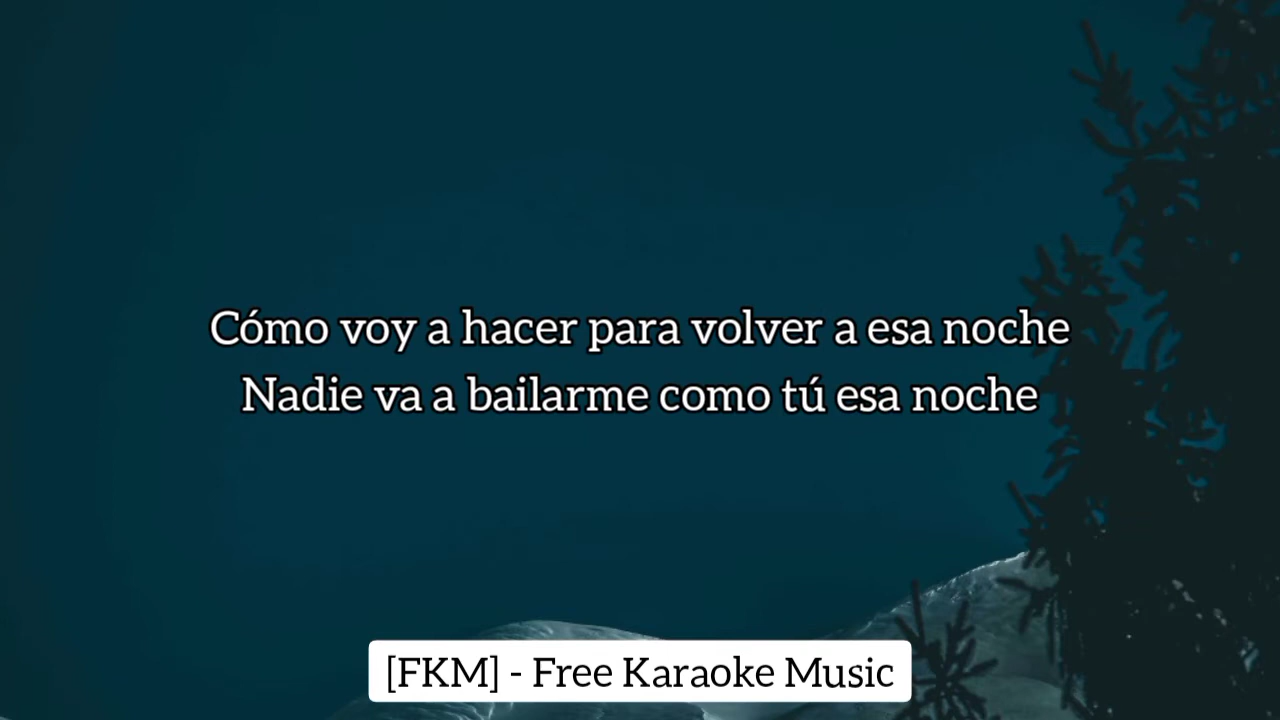 Cómo voy a hacer para volver a esa noche
Nadie va a bailarme como tú esa noche
[FKM] - Free Karaoke Music